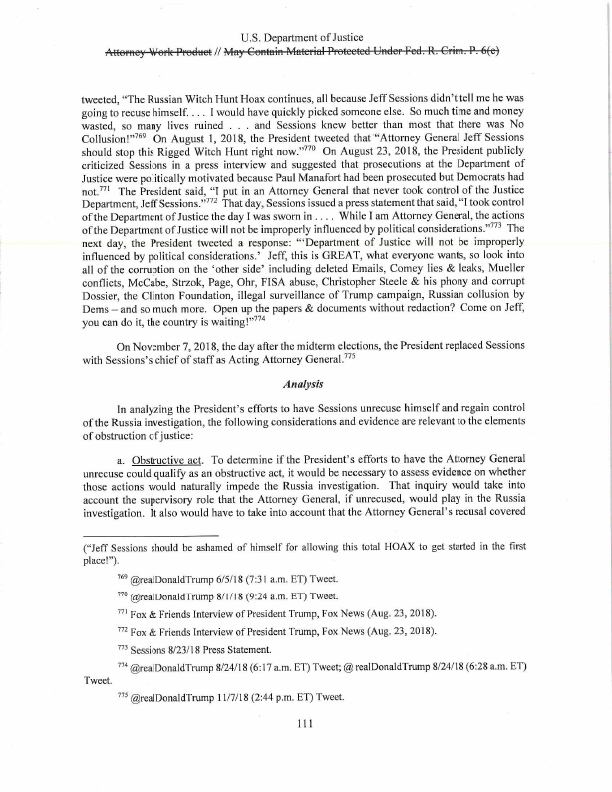 U.S. Department of Justice
Attorney Work Product // May Contain Material Protected Under Fed. R. Crim. P. 6(e)
tweeted, “The Russian Witch Hunt Hoax continues, all because Jeff Sessions didn’t tell me he was
going to recuse himself. . . . I would have quickly picked someone else. So much time and money
wasted, so many lives ruined . . . and Sessions knew better than most that there was No
Collusion!”769 On August 1, 2018, the President tweeted that “Attorney General Jeff Sessions
should stop this Rigged Witch Hunt right now.”770 On August 23, 2018, the President publicly
criticized Sessions in a press interview and suggested that prosecutions at the Department of
Justice were politically motivated because Paul Manafort had been prosecuted but Democrats had
not.771 The President said, “I put in an Attorney General that never took control of the Justice
Department, Jeff Sessions.”772 That day, Sessions issued a press statement that said, “I took control
of the Department of Justice the day I was sworn in . . . . While I am Attorney General, the actions
of the Department of Justice will not be improperly influenced by political considerations.”773 The
next day, the President tweeted a response: “‘Department of Justice will not be improperly
influenced by political considerations.’ Jeff, this is GREAT, what everyone wants, so look into
all of the corruption on the ‘other side’ including deleted Emails, Comey lies & leaks, Mueller
conflicts, McCabe, Strzok, Page, Ohr, FISA abuse, Christopher Steele & his phony and corrupt
Dossier, the Clinton Foundation, illegal surveillance of Trump campaign, Russian collusion by
Dems – and so much more. Open up the papers & documents without redaction? Come on Jeff,
you can do it, the country is waiting!”774
On November 7, 2018, the day after the midterm elections, the President replaced Sessions
with Sessions’s chief of staff as Acting Attorney General.775
Analysis
In analyzing the President’s efforts to have Sessions unrecuse himself and regain control
of the Russia investigation, the following considerations and evidence are relevant to the elements
of obstruction of justice:
a. Obstructive act. To determine if the President’s efforts to have the Attorney General
unrecuse could qualify as an obstructive act, it would be necessary to assess evidence on whether
those actions would naturally impede the Russia investigation. That inquiry would take into
account the supervisory role that the Attorney General, if unrecused, would play in the Russia
investigation. It also would have to take into account that the Attorney General’s recusal covered
(“Jeff Sessions should be ashamed of himself for allowing this total HOAX to get started in the first
place!”).
769 @realDonaldTrump 6/5/18 (7:31 a.m. ET) Tweet.
770 @realDonaldTrump 8/1/18 (9:24 a.m. ET) Tweet.
771 Fox & Friends Interview of President Trump, Fox News (Aug. 23, 2018).
772 Fox & Friends Interview of President Trump, Fox News (Aug. 23, 2018).
773 Sessions 8/23/18 Press Statement.
774 @realDonaldTrump 8/24/18 (6:17 a.m. ET) Tweet; @ realDonaldTrump 8/24/18 (6:28 a.m. ET)
Tweet.
775 @realDonaldTrump 11/7/18 (2:44 p.m. ET) Tweet.
111